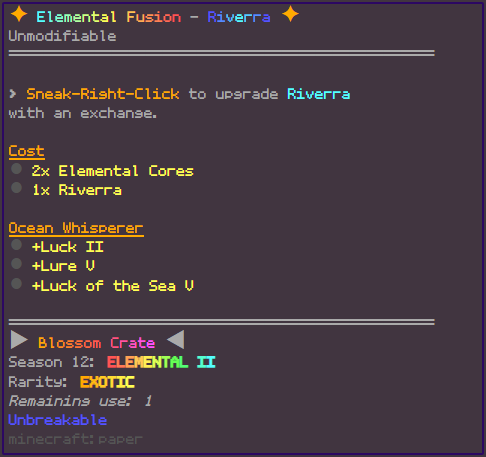 ✦ Elemental Fusion - Riverra ✦
Unmodifiable
› Sneak-Right-Click to upgrade Riverra
with an exchange.
Cost
● 2x Elemental Cores
● 1x Riverra
Ocean Whisperer
● +Luck II
● +Lure V
● +Luck of the Sea V
▶ Blossom Crate ◀
Season 12: ELEMENTAL II
Rarity: EXOTIC
Remaining use: 1
Unbreakable
minecraft:paper